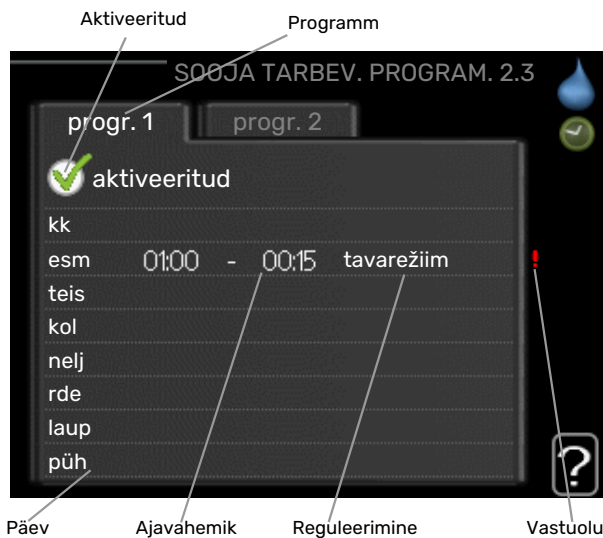 Aktiveeritud
Programm
SOOJA TARBEV. PROGRAM. 2.3
progr. 1
progr. 2
aktiveeritud
kk
esm 01:00 - 00:15 tavarežiim !
teis
kol
nelj
rde
laup
püh
?
Päev
Ajavahemik
Reguleerimine
Vastuolu